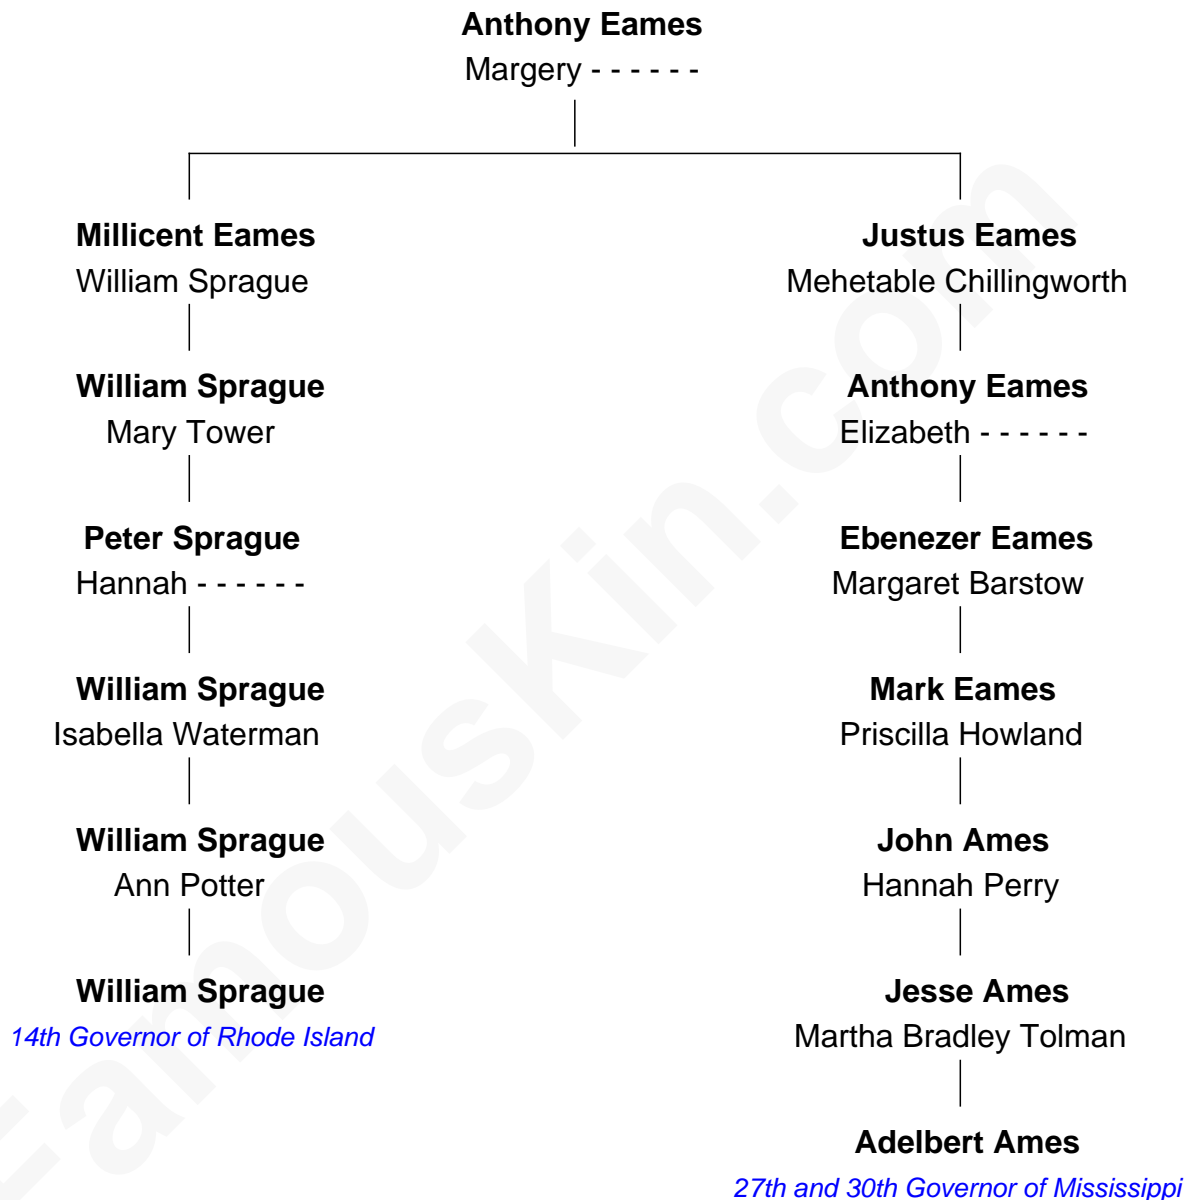 Anthony Eames
Margery - - - - - -
Millicent Eames
William Sprague
Justus Eames
Mehetable Chillingworth
William Sprague
Mary Tower
Anthony Eames
Elizabeth - - - - - -
Peter Sprague
Hannah - - - - - -
Ebenezer Eames
Margaret Barstow
William Sprague
Isabella Waterman
Mark Eames
Priscilla Howland
William Sprague
Ann Potter
John Ames
Hannah Perry
William Sprague
14th Governor of Rhode Island
Jesse Ames
Martha Bradley Tolman
Adelbert Ames
27th and 30th Governor of Mississippi
FamousKin.com